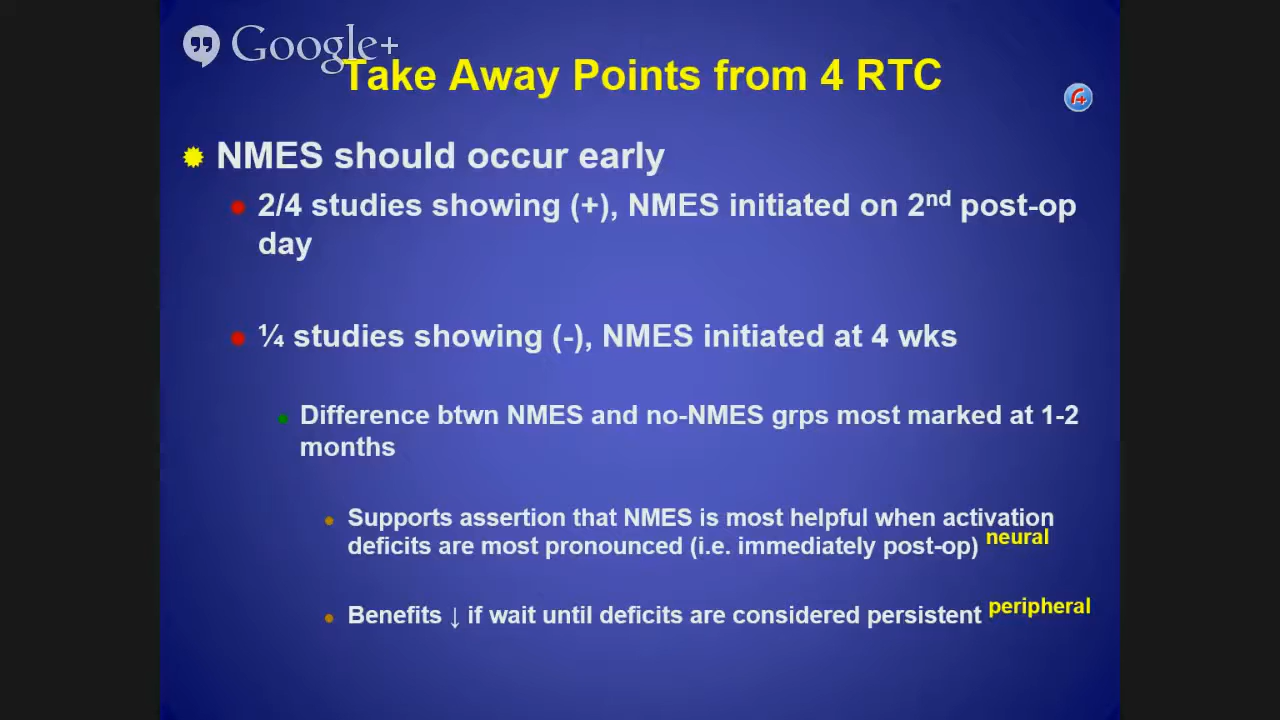 Google+
Take Away Points from 4 RTC
NMES should occur early
2/4 studies showing (+), NMES initiated on 2nd post-op
day
¼ studies showing (-), NMES initiated at 4 wks
Difference btwn NMES and no-NMES grps most marked at 1-2
months
Supports assertion that NMES is most helpful when activation
deficits are most pronounced (i.e. immediately post-op) neural
Benefits ↓ if wait until deficits are considered persistent peripheral